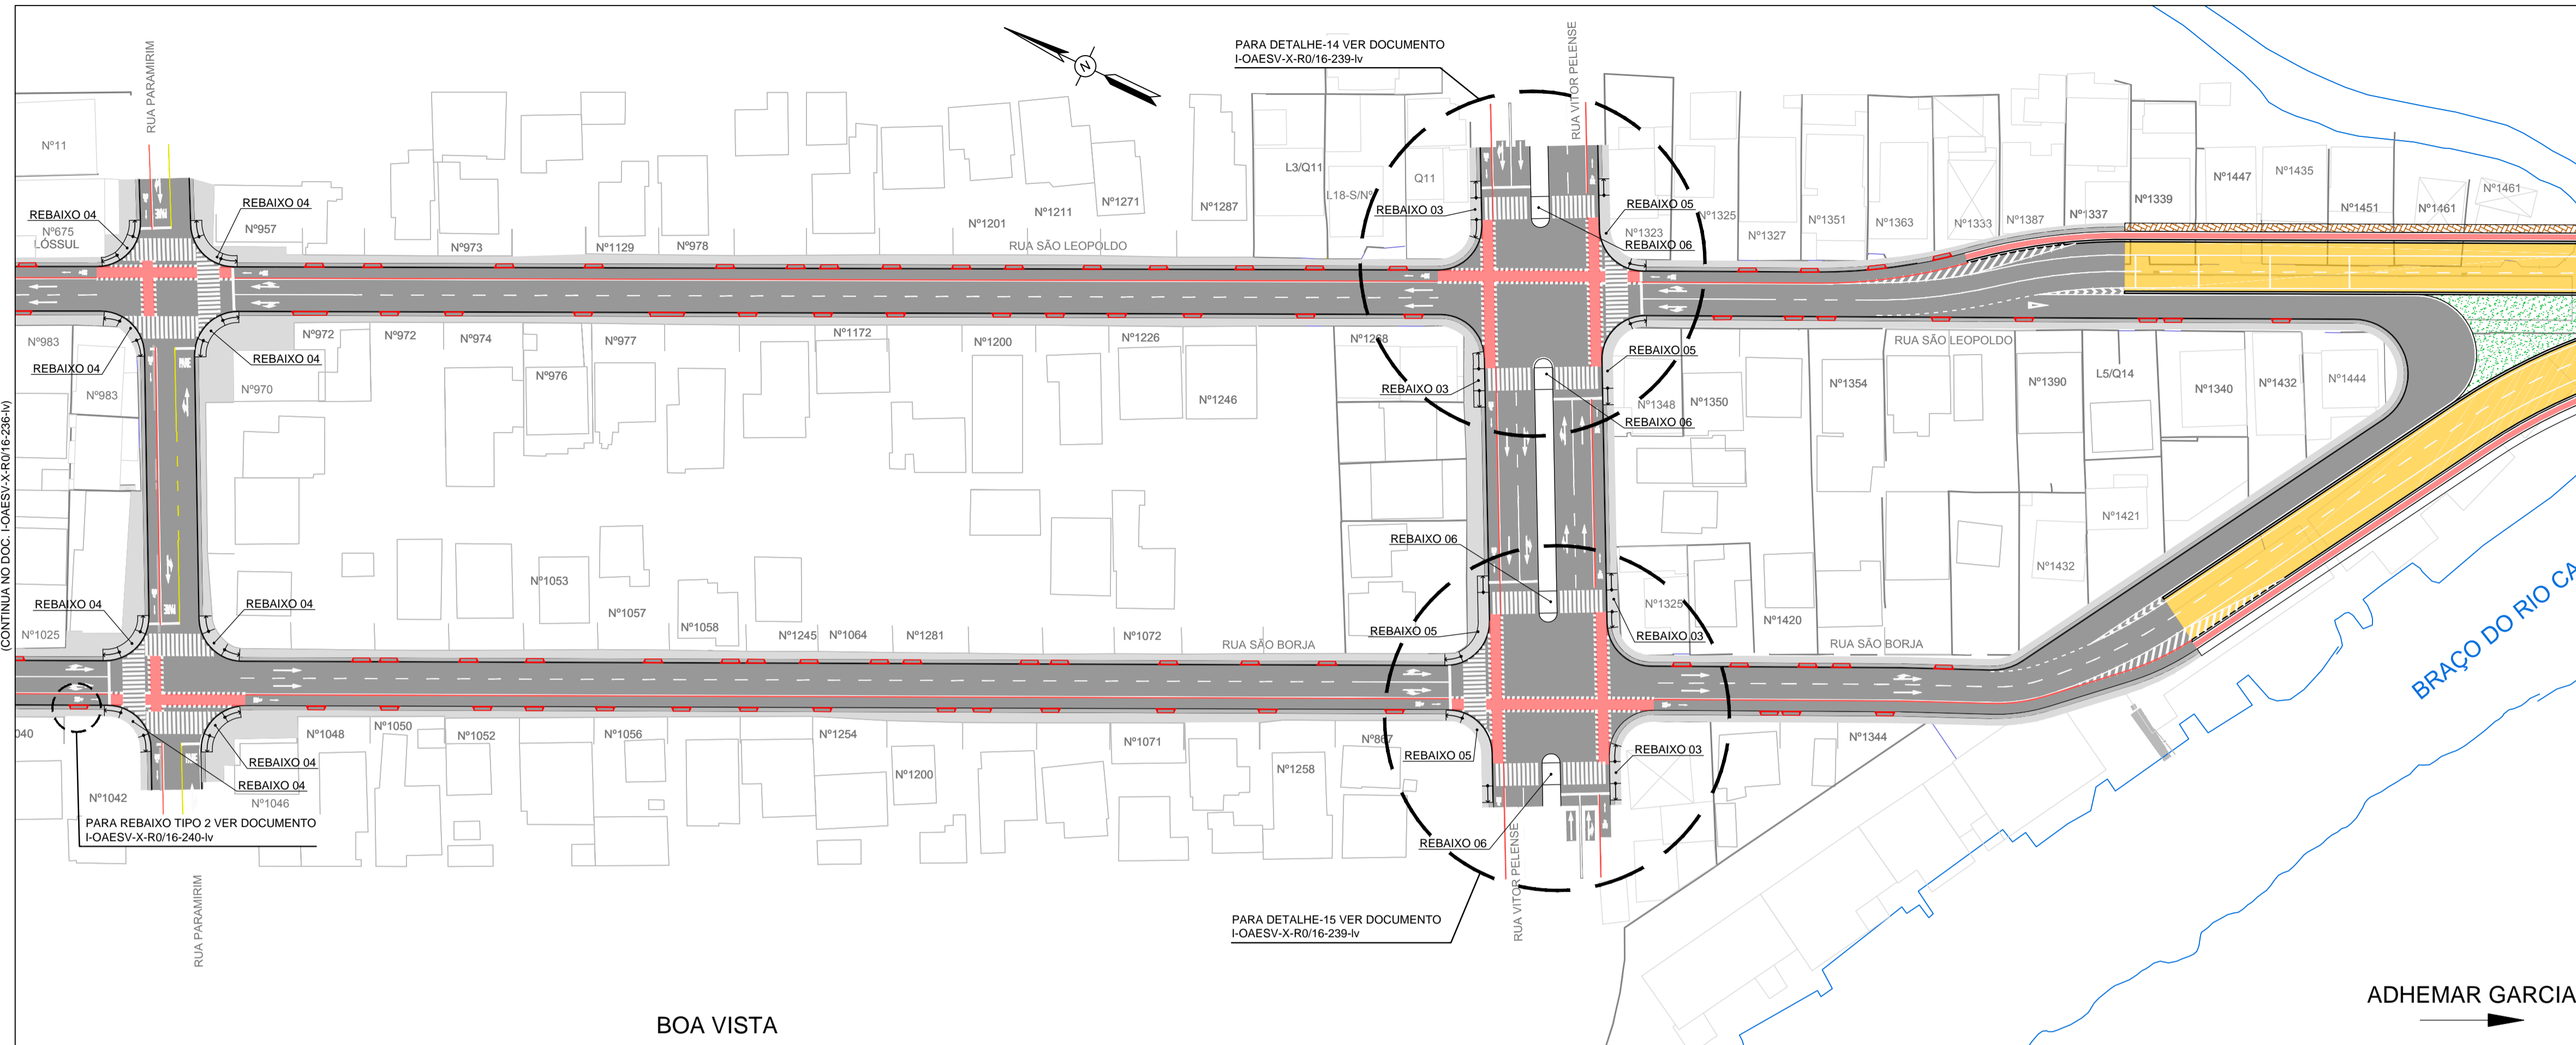 RUA PARAMIRIM
N
PARA DETALHE-14 VER DOCUMENTO
I-OAESV-X-R0/16-239-lv
RUA VITOR PELENSE
Nº11
L3/Q11
L18-S/Nº
Q11
REBAIXO 04
REBAIXO 04
Nº675
LÓSSUL
Nº957
Nº973
Nº1129
Nº978
Nº1201
Nº1211
Nº1271
Nº1287
RUA SÃO LEOPOLDO
REBAIXO 03
REBAIXO 05
Nº1323
REBAIXO 06
Nº1325
Nº1327
Nº1351
Nº1363
Nº1333
Nº1387
Nº1337
Nº1339
Nº1447
Nº1435
Nº1451
Nº1461
Nº1461
PARE
Nº983
REBAIXO 04
Nº983
REBAIXO 04
Nº970
PARE
Nº972
Nº972
Nº974
Nº976
Nº977
Nº1172
Nº1200
Nº1226
Nº1246
Nº1268
REBAIXO 03
REBAIXO 05
Nº1348
REBAIXO 06
Nº1350
Nº1354
RUA SÃO LEOPOLDO
Nº1390
L5/Q14
Nº1340
Nº1432
Nº1444
Nº1421
Nº1432
(CONTINUA NO DOC. I-OAESV-X-R0/16-236-lv)
REBAIXO 04
REBAIXO 04
PARE
Nº1025
Nº1053
Nº1057
Nº1058
Nº1245
Nº1064
Nº1281
Nº1072
RUA SÃO BORJA
REBAIXO 06
REBAIXO 05
Nº1325
REBAIXO 03
Nº1420
RUA SÃO BORJA
BRAÇO DO RIO CA
040
Nº1042
REBAIXO 04
REBAIXO 04
Nº1046
Nº1048
Nº1050
Nº1052
Nº1056
Nº1254
Nº1200
Nº1071
Nº1258
Nº867
REBAIXO 05
REBAIXO 03
Nº1344
REBAIXO 06
PARA REBAIXO TIPO 2 VER DOCUMENTO
I-OAESV-X-R0/16-240-lv
RUA PARAMIRIM
RUA VITOR PELENSE
PARA DETALHE-15 VER DOCUMENTO
I-OAESV-X-R0/16-239-lv
BOA VISTA
ADHEMAR GARCIA